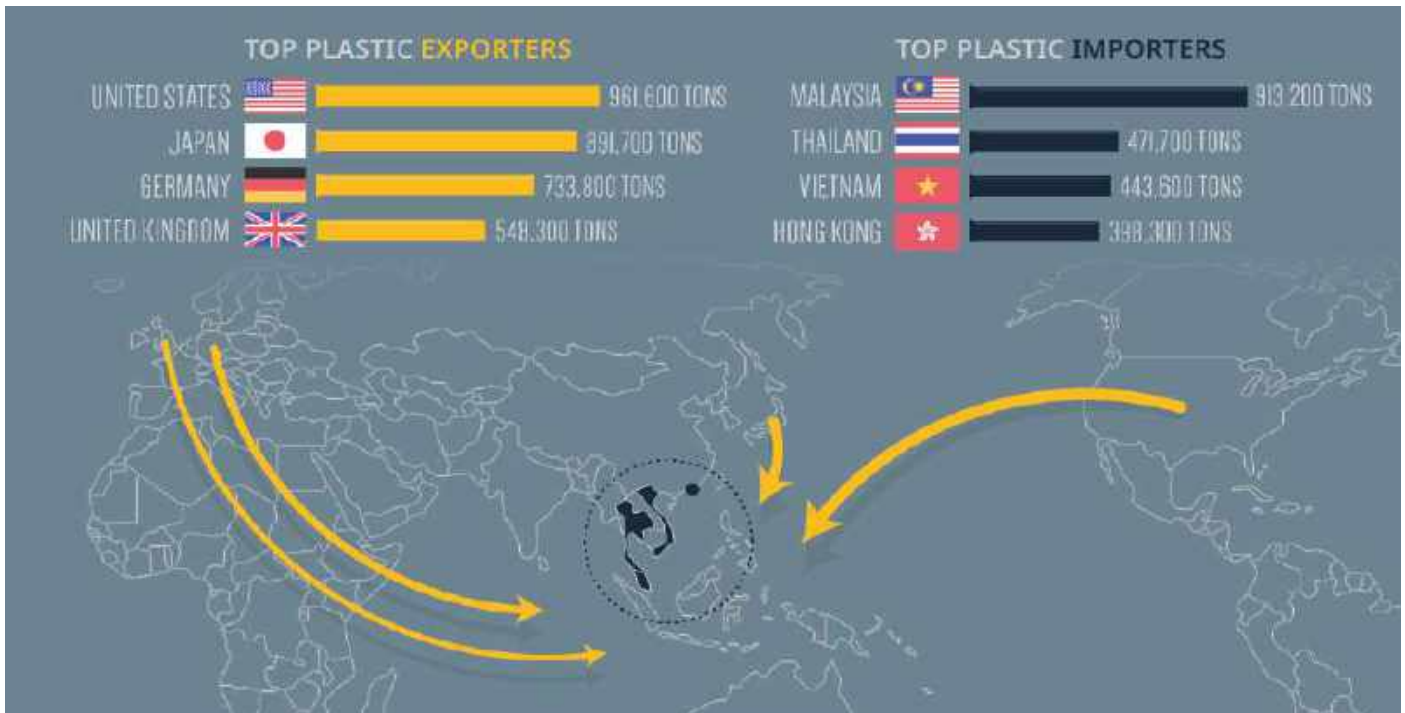 TOP PLASTIC EXPORTERS
UNITED STATES 961,600 TONS
JAPAN 891,700 TONS
GERMANY 733,800 TONS
UNITED KINGDOM 548,300 TONS
TOP PLASTIC IMPORTERS
MALAYSIA 913,200 TONS
THAILAND 471,700 TONS
VIETNAM 443,600 TONS
HONG KONG 398,300 TONS